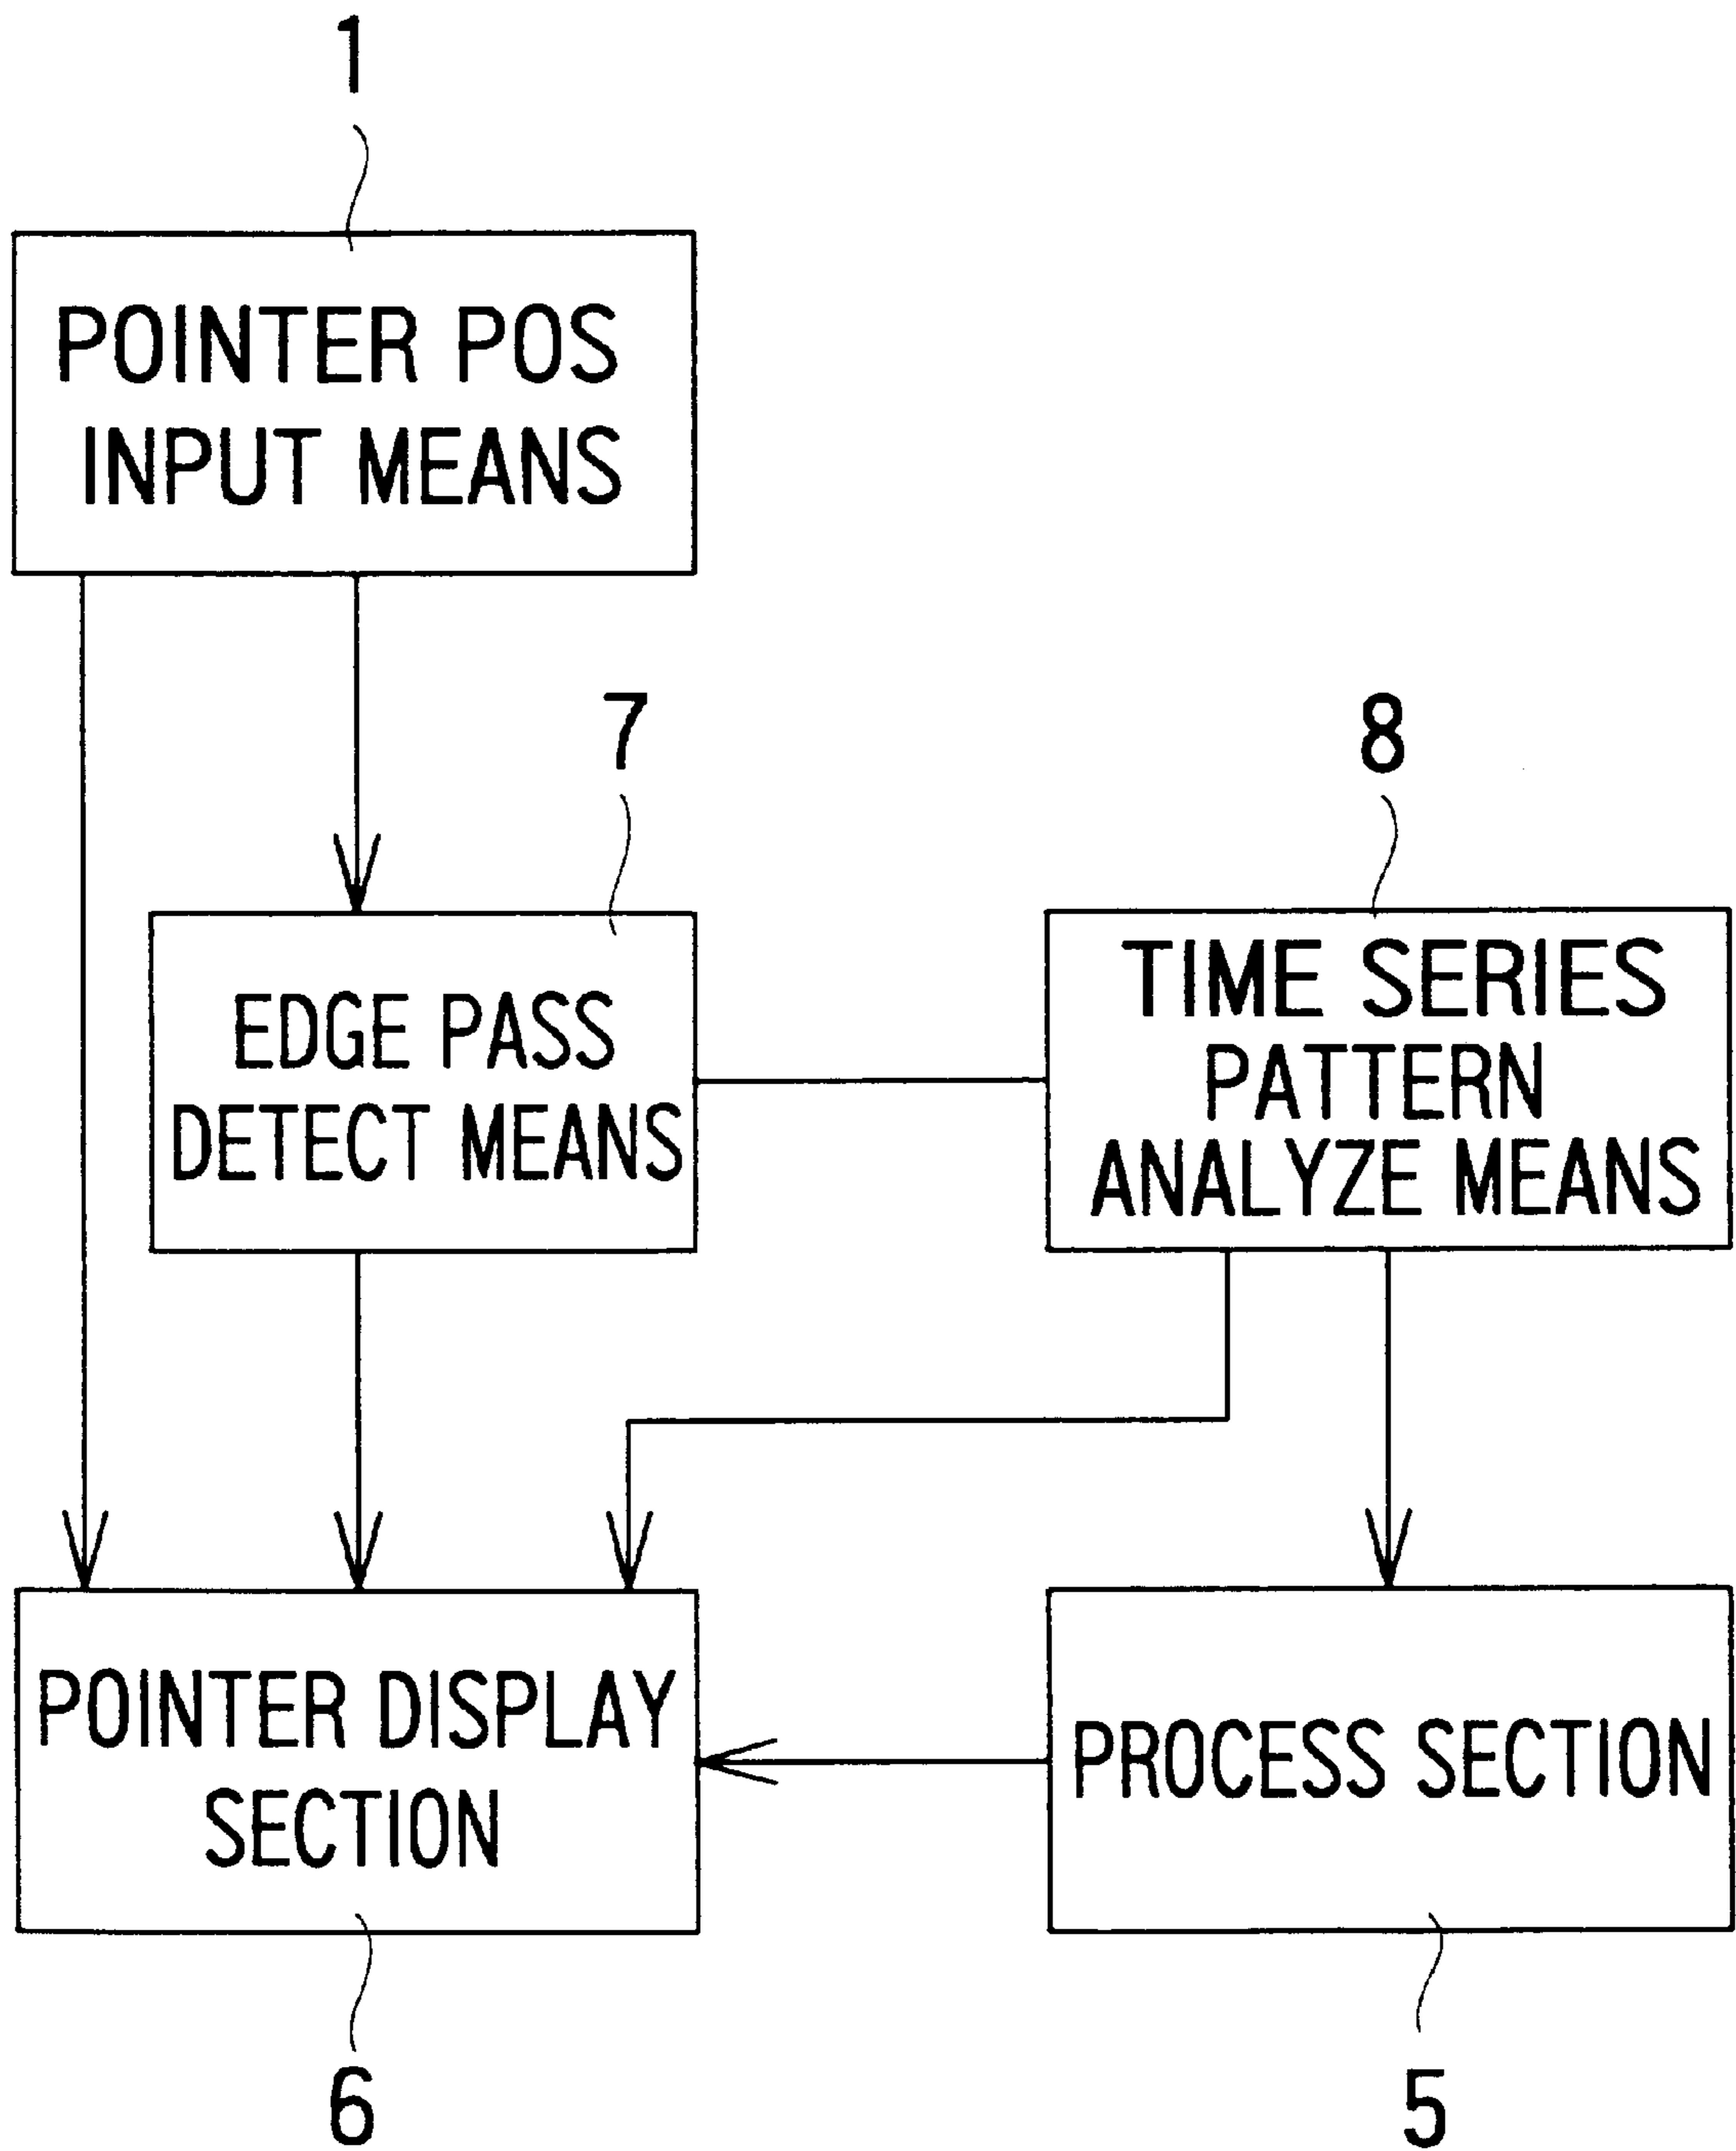 1
POINTER POS
INPUT MEANS
7
8
EDGE PASS
DETECT MEANS
TIME SERIES
PATTERN
ANALYZE MEANS
POINTER DISPLAY
SECTION
PROCESS SECTION
6
5